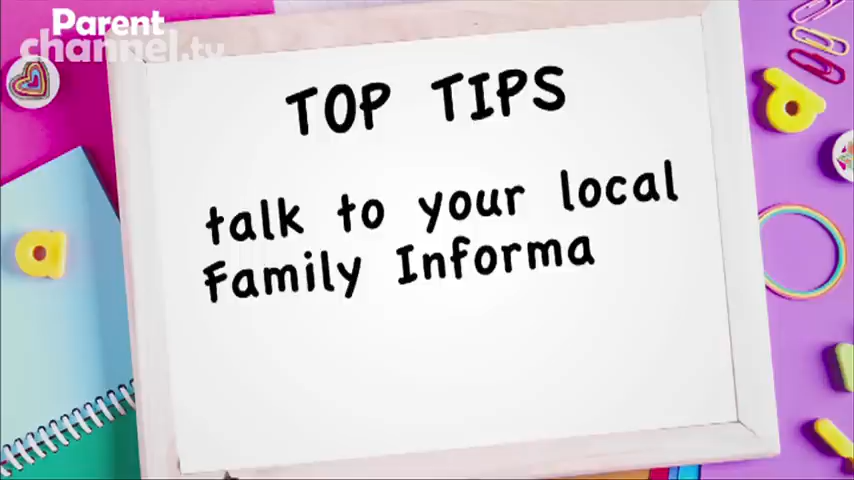 Parent
channel.tv
TOP TIPS
talk to your local
Family Informa
a
a